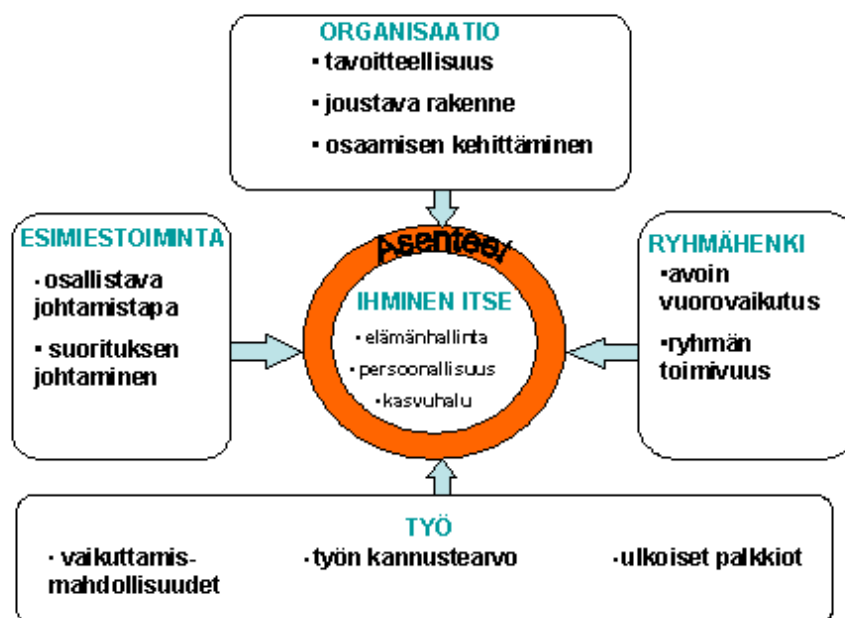 ORGANISAATIO
▪ tavoitteellisuus
▪ joustava rakenne
▪ osaamisen kehittäminen
ESIMIESTOIMINTA
▪ osallistava
johtamistapa
▪ suorituksen
johtaminen
Asenteet
IHMINEN ITSE
▪ elämänhallinta
▪ persoonallisuus
▪ kasvuhalu
RYHMÄHENKI
▪avoin
vuorovaikutus
▪ryhmän
toimivuus
TYÖ
▪ vaikuttamis-
mahdollisuudet
▪työn kannustearvo
▪ulkoiset palkkiot